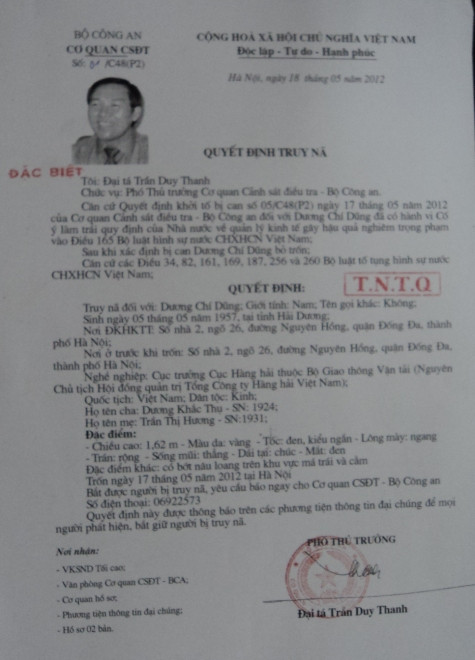 BỘ CÔNG AN
CƠ QUAN CSĐT
Số: /C48(P2)
CỘNG HOÀ XÃ HỘI CHỦ NGHĨA VIỆT NAM
Độc lập - Tự do - Hạnh phúc
Hà Nội, ngày 18 tháng 05 năm 2012
QUYẾT ĐỊNH TRUY NÃ
ĐẶC BIỆT
Tôi: Đại tá Trần Duy Thanh
Chức vụ: Phó Thủ trưởng Cơ quan Cảnh sát điều tra - Bộ Công an.
Căn cứ Quyết định khởi tố bị can số 05/C48(P2) ngày 17 tháng 05 năm 2012
của Cơ quan Cảnh sát điều tra - Bộ Công an đối với Dương Chí Dũng đã có hành vi Cố
ý làm trái quy định của Nhà nước về quản lý kinh tế gây hậu quả nghiêm trọng phạm
vào Điều 165 Bộ luật hình sự nước CHXHCN Việt Nam;
Sau khi xác định bị can Dương Chí Dũng bỏ trốn;
Căn cứ các Điều 34, 82, 161, 169, 187, 256 và 260 Bộ luật tố tụng hình sự nước
CHXHCN Việt Nam;
QUYẾT ĐỊNH:
T.N.T.Q
Truy nã đối với: Dương Chí Dũng; Giới tính: Nam; Tên gọi khác: Không;
Sinh ngày 05 tháng 05 năm 1957, tại tỉnh Hải Dương;
Nơi ĐKHKTT: Số nhà 2, ngõ 26, đường Nguyên Hồng, quận Đống Đa, thành
phố Hà Nội;
Nơi ở trước khi trốn: Số nhà 2, ngõ 26, đường Nguyên Hồng, quận Đống Đa,
thành phố Hà Nội;
Nghề nghiệp: Cục trưởng Cục Hàng hải thuộc Bộ Giao thông Vận tải (Nguyên
Chủ tịch Hội đồng quản trị Tổng Công ty Hàng hải Việt Nam);
Quốc tịch: Việt Nam; Dân tộc: Kinh;
Họ tên cha: Dương Khắc Thụ - SN: 1924;
Họ tên mẹ: Trần Thị Hương - SN:1931;
Đặc điểm:
- Chiều cao: 1,62 m - Màu da: vàng - Tóc: đen, kiểu ngắn - Lông mày: ngang
- Trán: rộng - Sống mũi: thẳng - Dái tai: chúc - Mắt: đen
Đặc điểm khác: có bớt nâu loang trên khu vực má trái và cằm
Trốn ngày 17 tháng 05 năm 2012 tại Hà Nội
Bắt được người bị truy nã, yêu cầu báo ngay cho Cơ quan CSĐT - Bộ Công an
Số điện thoại: 06922573
Quyết định này được thông báo trên các phương tiện thông tin đại chúng để mọi
người phát hiện, bắt giữ người bị truy nã.
PHÓ THỦ TRƯỞNG
Nơi nhận:
- VKSND Tối cao;
- Văn phòng Cơ quan CSĐT - BCA;
- Cơ quan hồ sơ;
- Phương tiện thông tin đại chúng;
- Hồ sơ 02 bản.
Đại tá Trần Duy Thanh